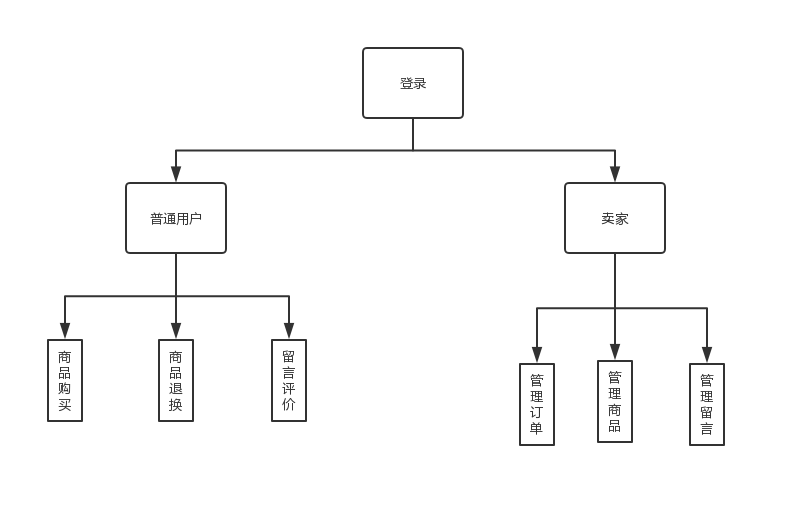 登录
普通用户
卖家
商品购买
商品退换
留言评价
管理订单
管理商品
管理留言